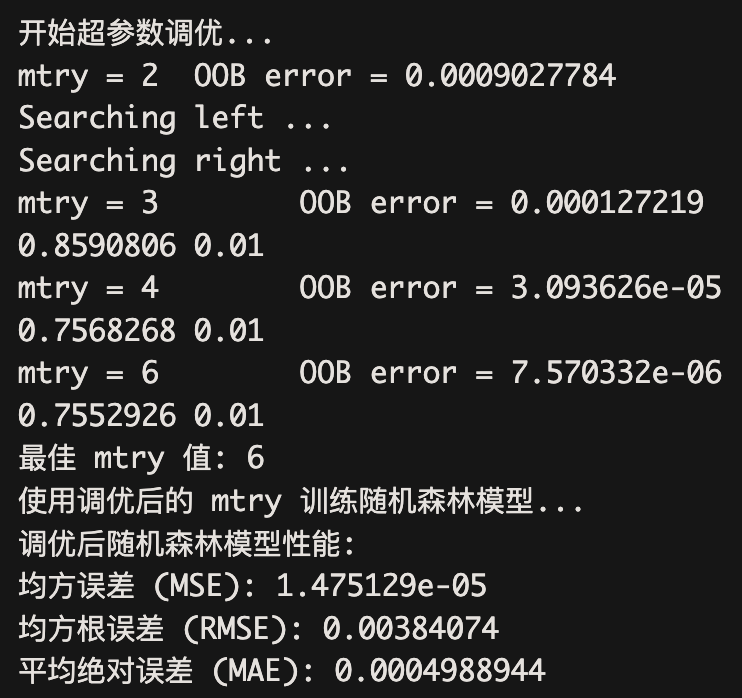 开始超参数调优...
mtry = 2  OOB error = 0.0009027784
Searching left ...
Searching right ...
mtry = 3        OOB error = 0.000127219
0.8590806 0.01
mtry = 4        OOB error = 3.093626e-05
0.7568268 0.01
mtry = 6        OOB error = 7.570332e-06
0.7552926 0.01
最佳 mtry 值: 6
使用调优后的 mtry 训练随机森林模型...
调优后随机森林模型性能:
均方误差 (MSE): 1.475129e-05
均方根误差 (RMSE): 0.00384074
平均绝对误差 (MAE): 0.0004988944